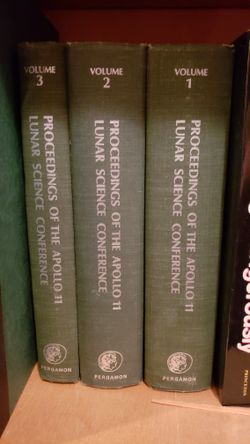 VOLUME
3
PROCEEDINGS OF THE APOLLO 11
LUNAR SCIENCE CONFERENCE
PERGAMON
VOLUME
2
PROCEEDINGS OF THE APOLLO 11
LUNAR SCIENCE CONFERENCE
PERGAMON
VOLUME
1
PROCEEDINGS OF THE APOLLO 11
LUNAR SCIENCE CONFERENCE
PERGAMON
PRINCETON